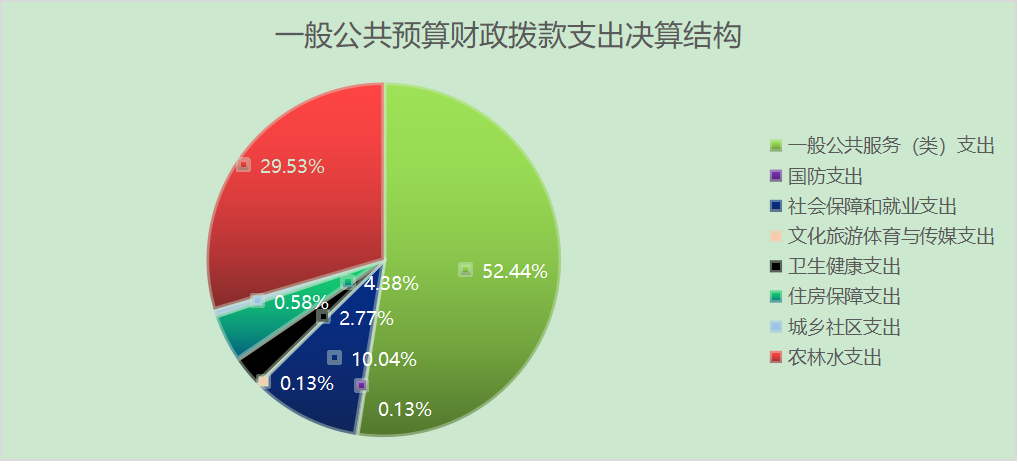 一般公共预算财政拨款支出决算结构
29.53%
52.44%
4.38%
0.58%
2.77%
10.04%
0.13%
0.13%
一般公共服务（类）支出
国防支出
社会保障和就业支出
文化旅游体育与传媒支出
卫生健康支出
住房保障支出
城乡社区支出
农林水支出